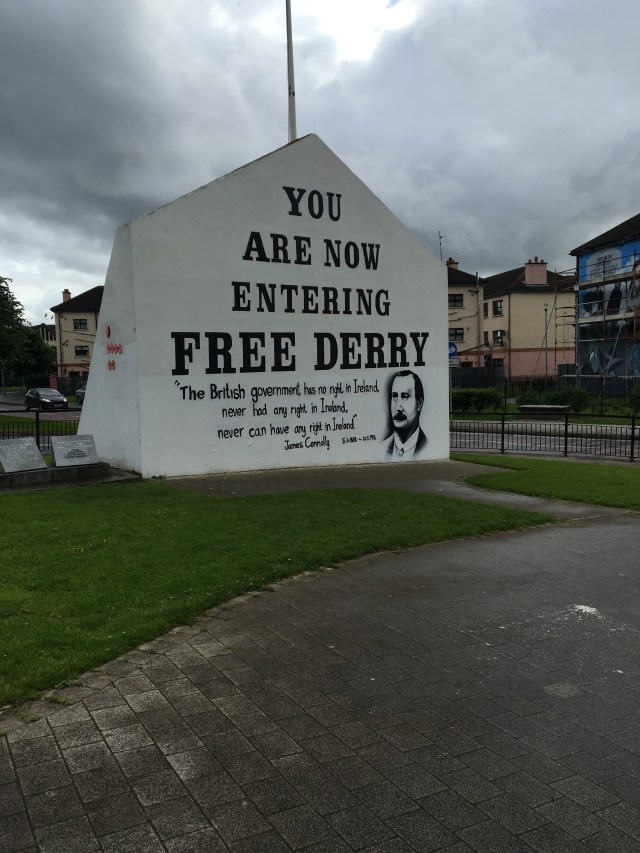 YOU
ARE NOW
ENTERING
FREE DERRY
"The British government has no right in Ireland,
never had any right in Ireland,
never can have any right in Ireland"
James Connolly